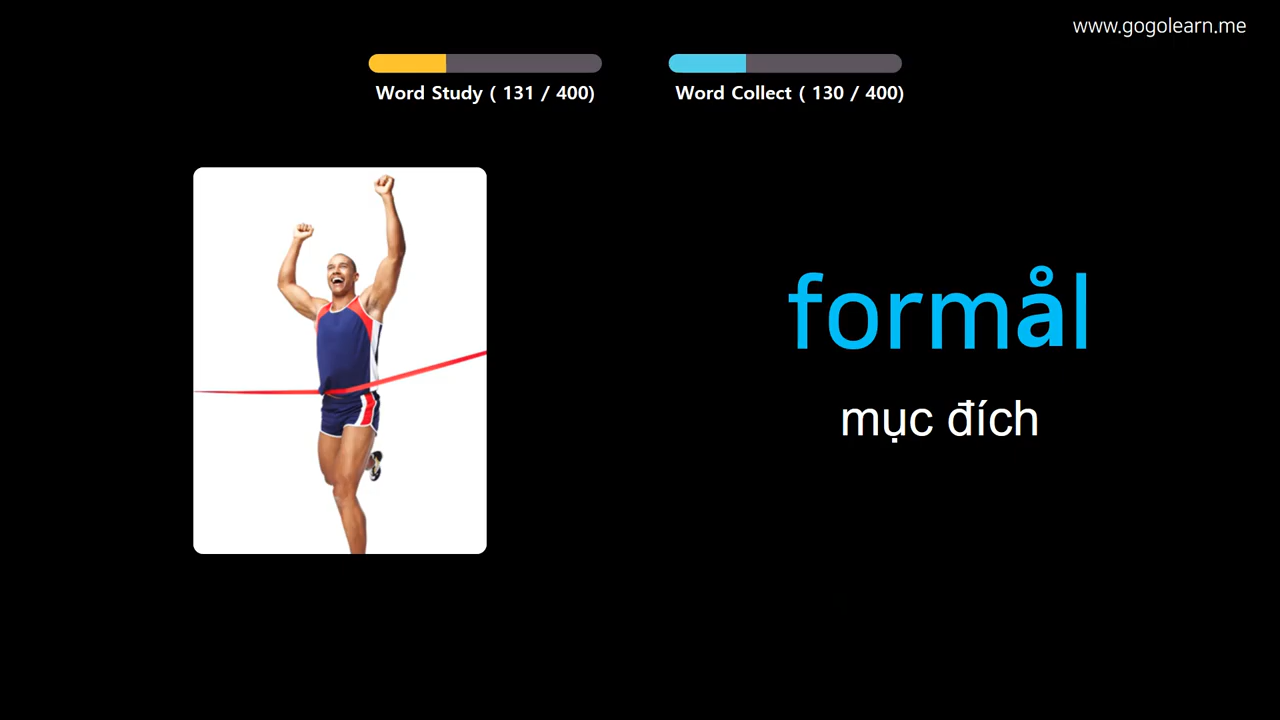 www.gogolearn.me
Word Study ( 131 / 400)
Word Collect ( 130 / 400)
formål
mục đích